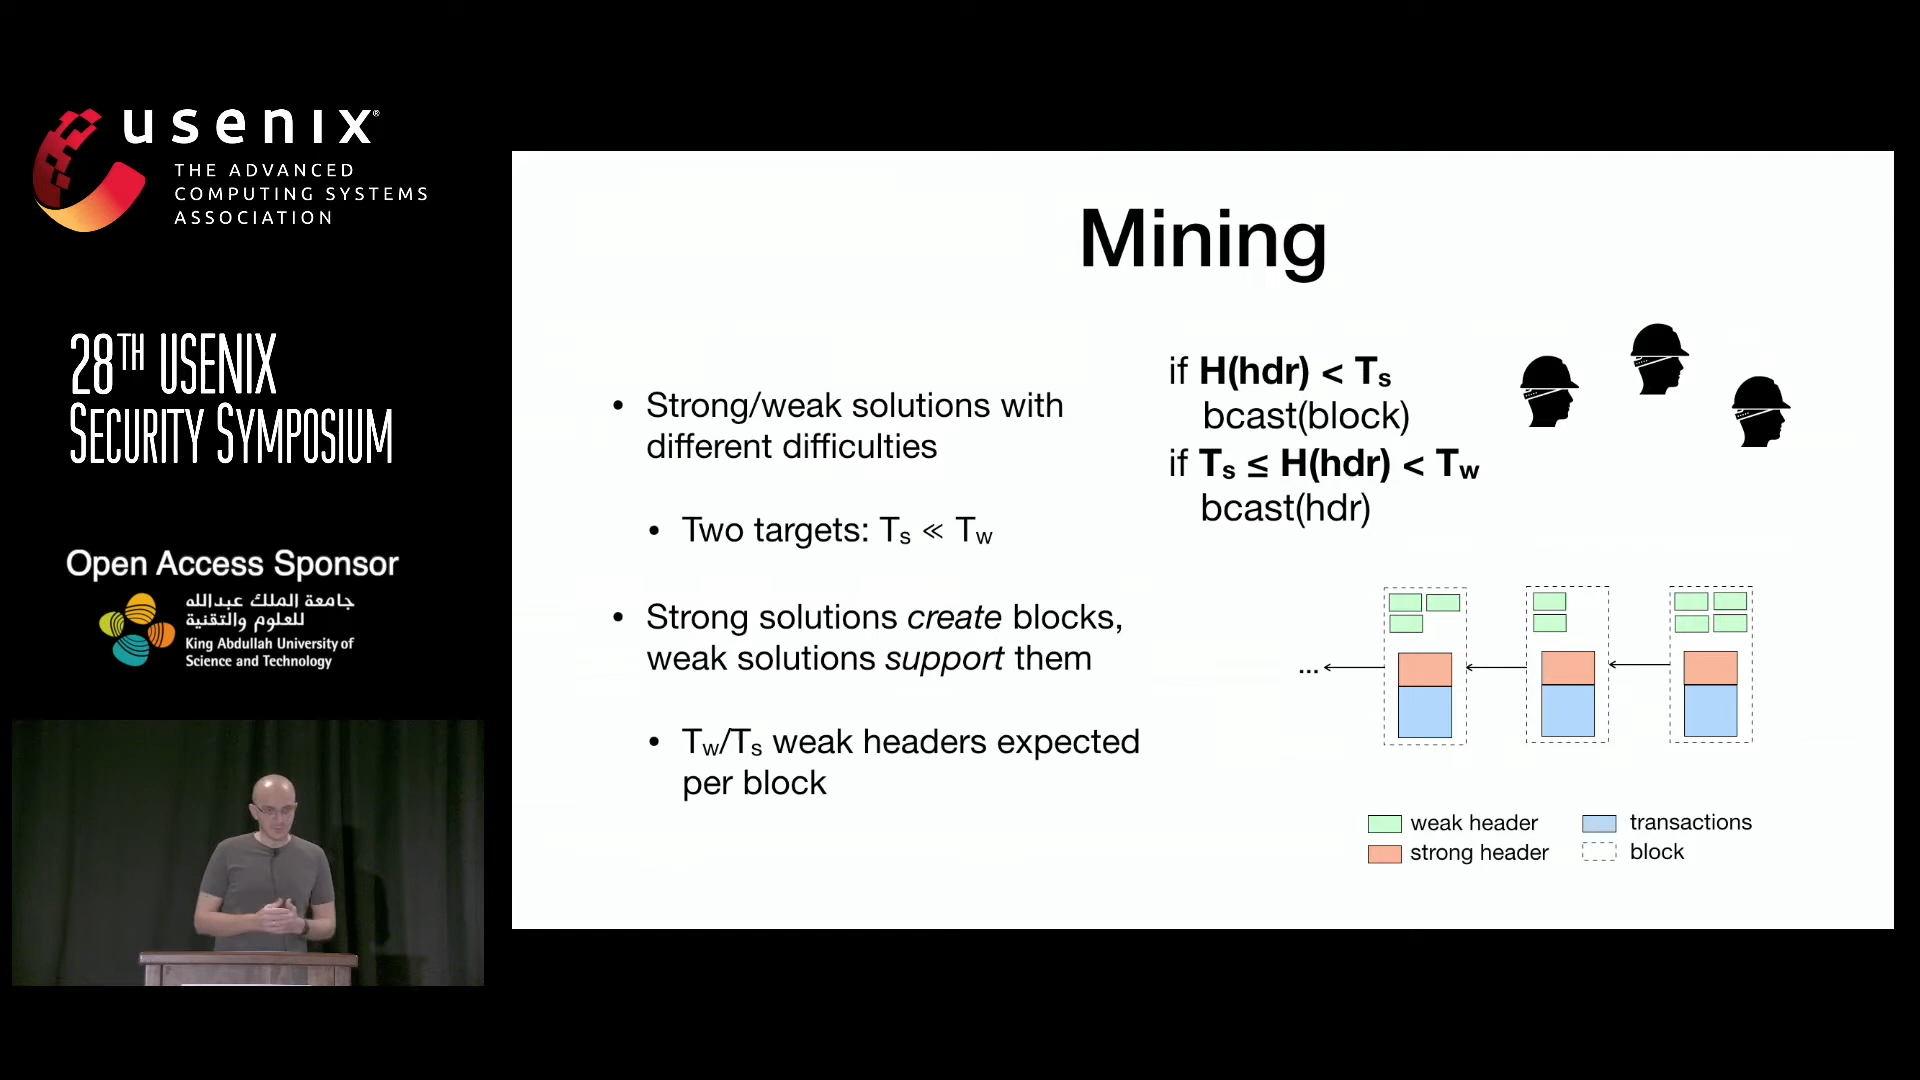 usenix®
THE ADVANCED
COMPUTING SYSTEMS
ASSOCIATION
28TH USENIX
SECURITY SYMPOSIUM
Open Access Sponsor
جامعة الملك عبدالله
للعلوم والتقنية
King Abdullah University of
Science and Technology
Mining
• Strong/weak solutions with
different difficulties
• Two targets: Ts ≪ Tw
• Strong solutions create blocks,
weak solutions support them
• Tw/Ts weak headers expected
per block
if H(hdr) < Ts
bcast(block)
if Ts ≤ H(hdr) < Tw
bcast(hdr)
...
weak header
transactions
strong header
block